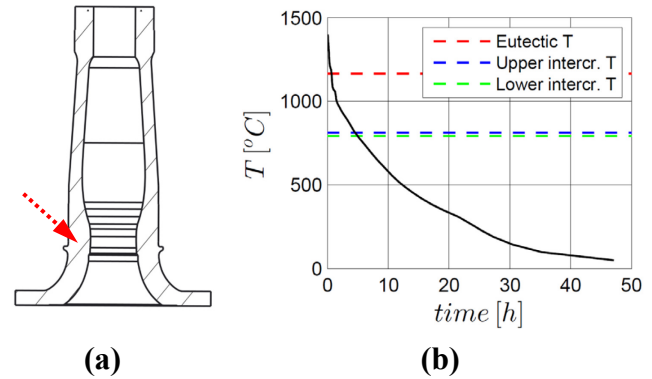 1500
1000
500
0
T [°C]
Eutectic T
Upper intercr. T
Lower intercr. T
0 10 20 30 40 50
time [h]
(a) (b)